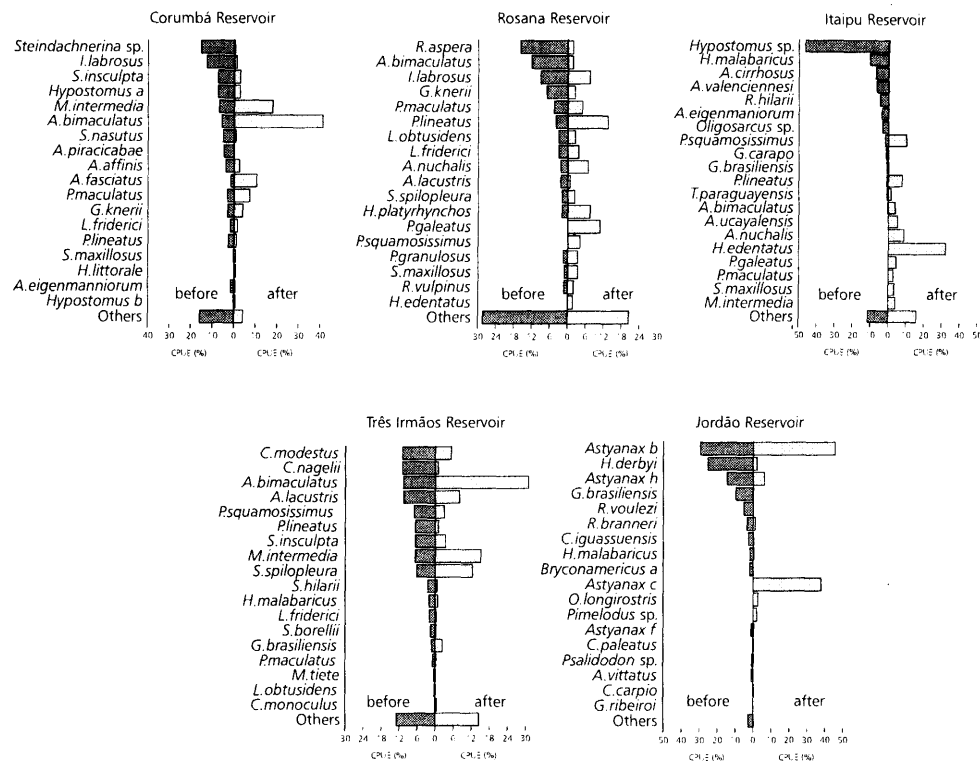 Corumbá Reservoir
Steindachnerina sp.
I.labrosus
S.insculpta
Hypostomus a
M.intermedia
A.bimaculatus
S.nasutus
A.piracicabae
A.affinis
A.fasciatus
P.maculatus
G.knerii
L.friderici
P.lineatus
S.maxillosus
H.littorale
A.eigenmanniorum
Hypostomus b
Others
before after
40 30 20 10 0 10 20 30 40
CPUE (%) CPUE (%)
Rosana Reservoir
R.aspera
A.bimaculatus
I.labrosus
G.knerii
P.maculatus
P.lineatus
L.obtusidens
L.friderici
A.nuchalis
A.lacustris
S.spilopleura
H.platyrhynchos
P.galeatus
P.squamosissimus
P.granulosus
S.maxillosus
R.vulpinus
H.edentatus
Others
before after
30 24 18 12 6 0 6 12 18 24 30
CPUE (%) CPUE (%)
Itaipu Reservoir
Hypostomus sp.
H.malabaricus
A.cirrhosus
A.valenciennesi
R.hilarii
A.eigenmaniorum
Oligosarcus sp.
P.squamosissimus
G.carapo
G.brasiliensis
P.lineatus
T.paraguayensis
A.bimaculatus
A.ucayalensis
A.nuchalis
H.edentatus
P.galeatus
P.maculatus
S.maxillosus
M.intermedia
Others
before after
50 40 30 20 10 0 10 20 30 40 50
CPUE (%) CPUE (%)
Três Irmãos Reservoir
C.modestus
C.nagelii
A.bimaculatus
A.lacustris
P.squamosissimus
P.lineatus
S.insculpta
M.intermedia
S.spilopleura
S.hilarii
H.malabaricus
L.friderici
S.borellii
G.brasiliensis
P.maculatus
M.tiete
L.obtusidens
C.monoculus
Others
before after
30 24 18 12 6 0 6 12 18 24 30
CPUE (%) CPUE (%)
Jordão Reservoir
Astyanax b
H.derbyi
Astyanax h
G.brasiliensis
R.voulezi
R.branneri
C.iguassuensis
H.malabaricus
Bryconamericus a
Astyanax c
O.longirostris
Pimelodus sp.
Astyanax f
C.paleatus
Psalidodon sp.
A.vittatus
C.carpio
G.ribeiroi
Others
before after
50 40 30 20 10 0 10 20 30 40 50
CPUE (%) CPUE (%)